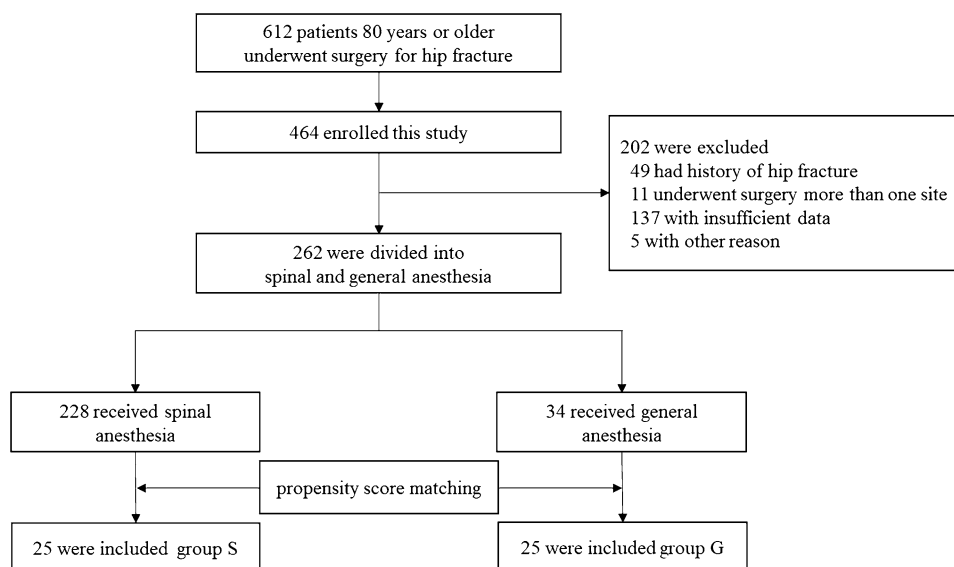 612 patients 80 years or older
underwent surgery for hip fracture
464 enrolled this study
202 were excluded
49 had history of hip fracture
11 underwent surgery more than one site
137 with insufficient data
5 with other reason
262 were divided into
spinal and general anesthesia
228 received spinal
anesthesia
34 received general
anesthesia
propensity score matching
25 were included group S
25 were included group G